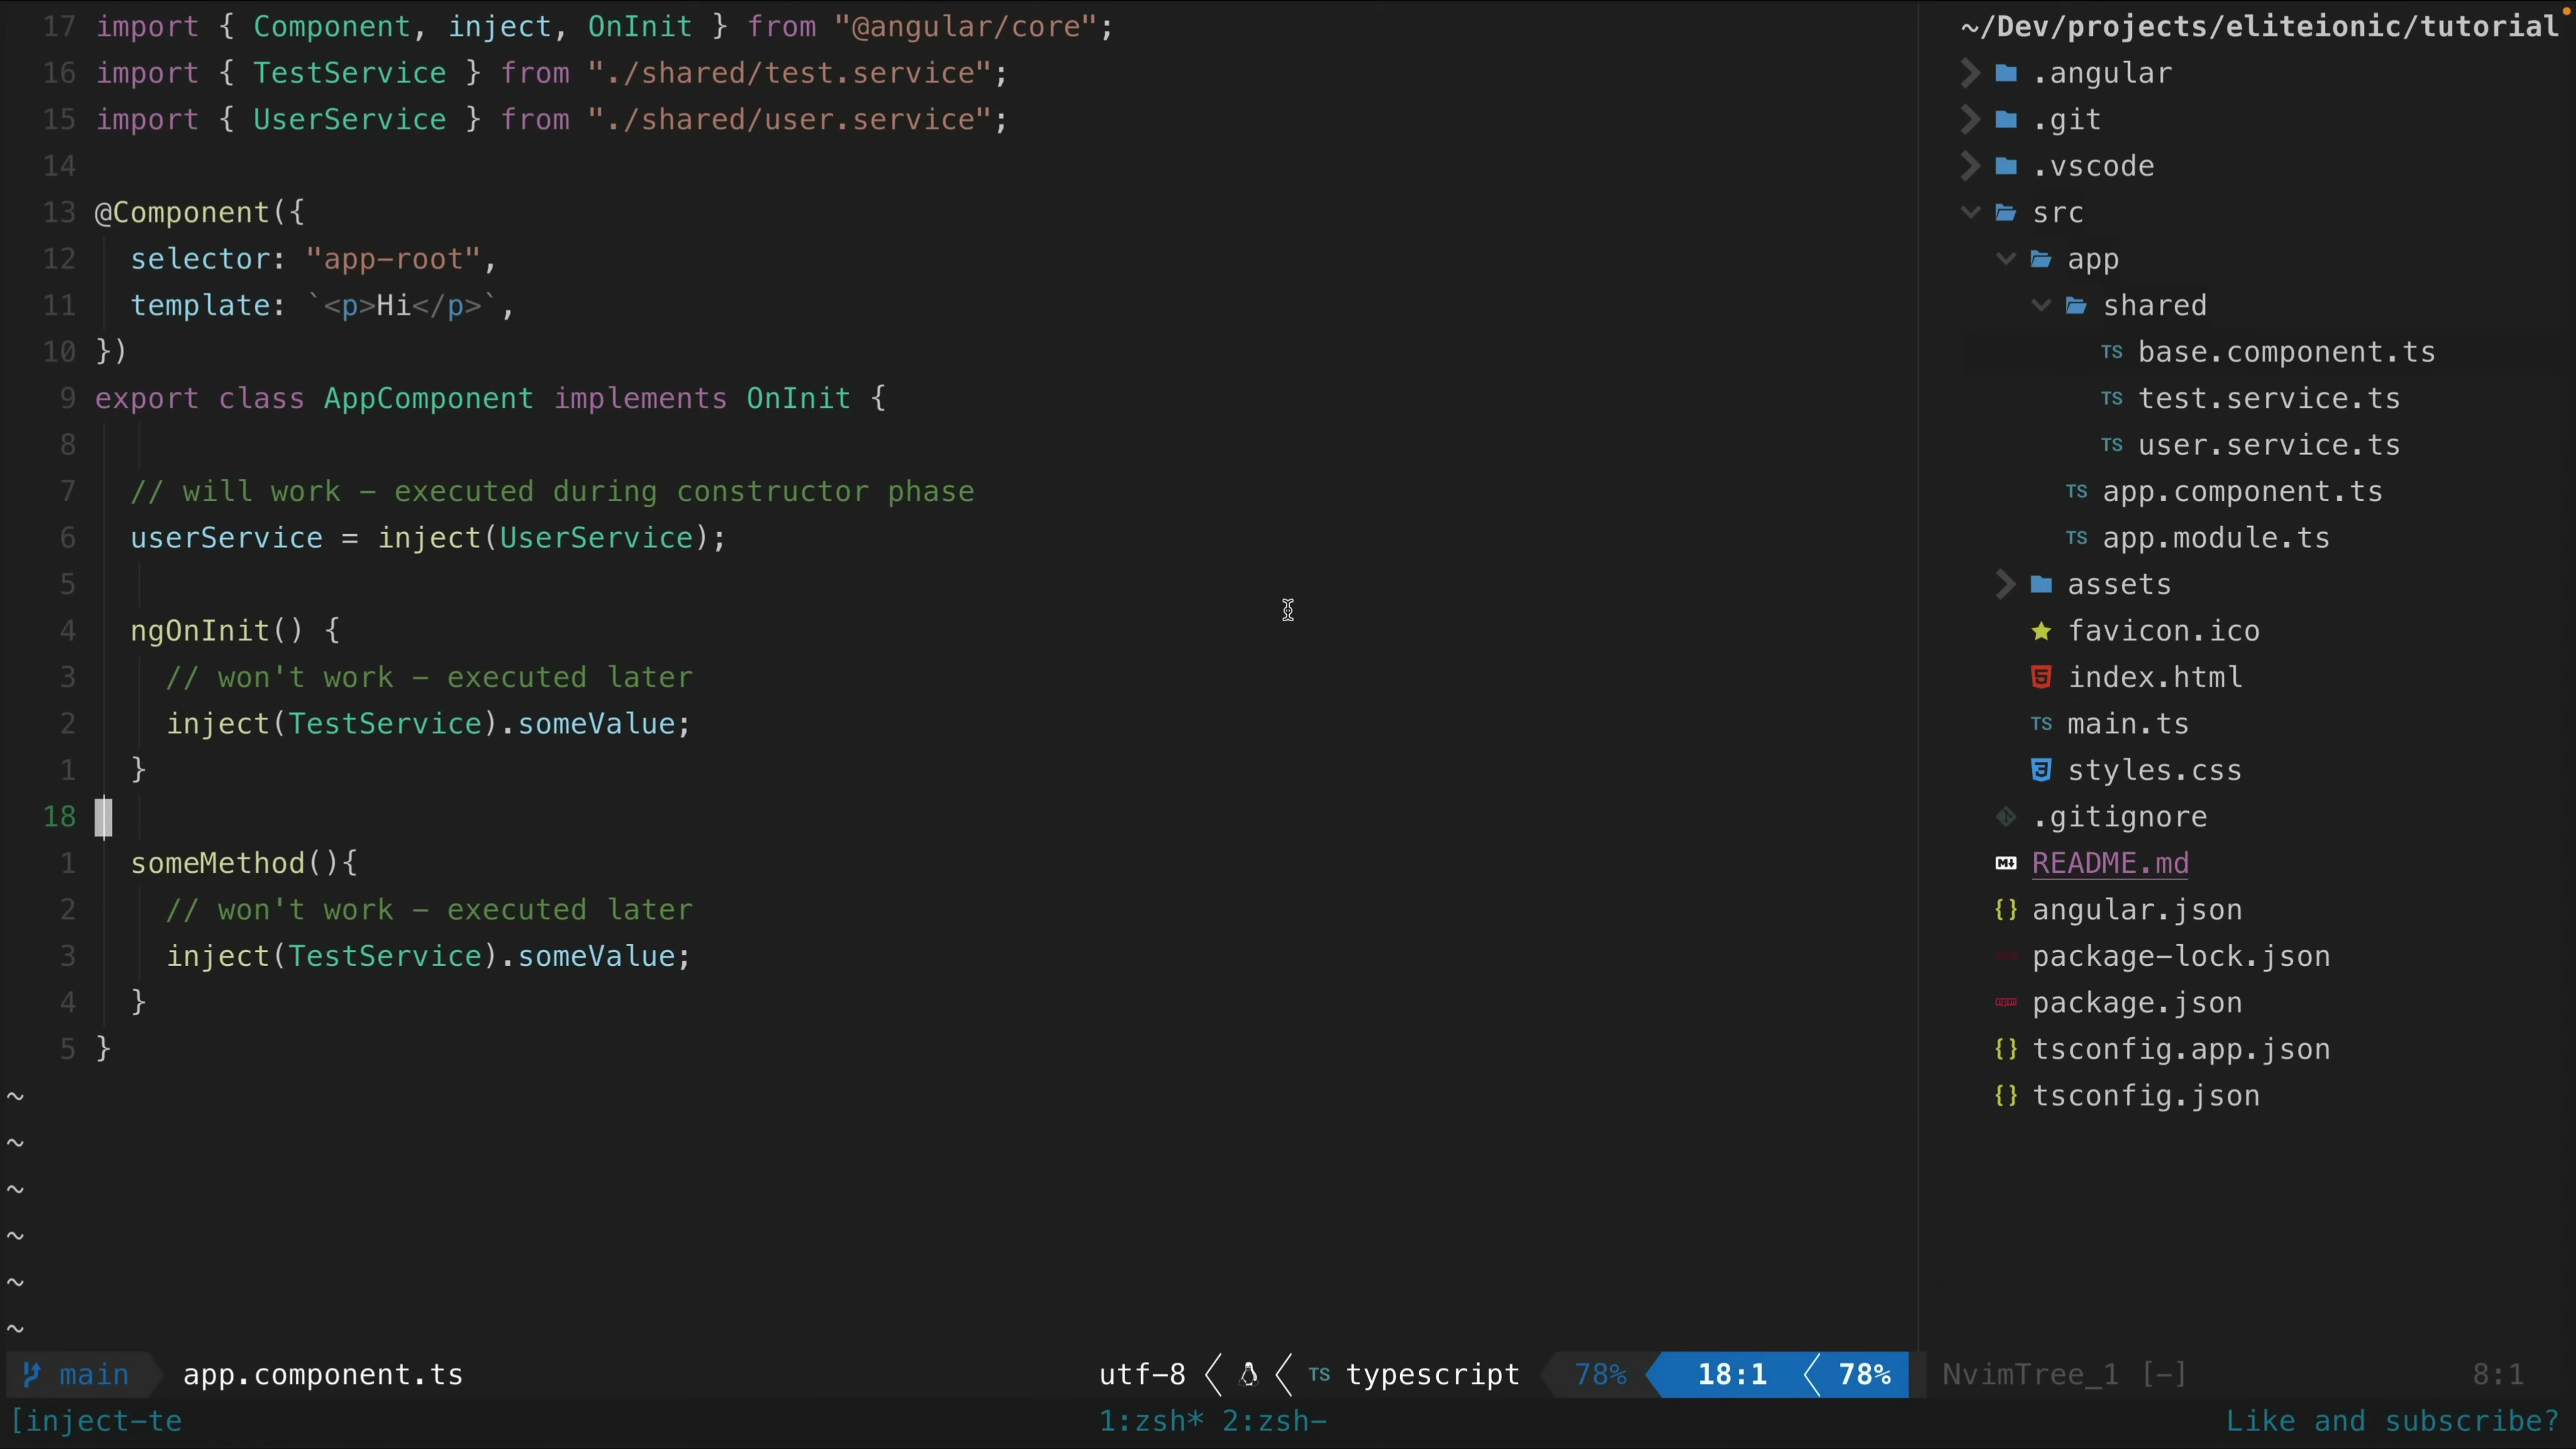 17 import { Component, inject, OnInit } from "@angular/core";
16 import { TestService } from "./shared/test.service";
15 import { UserService } from "./shared/user.service";
14
13 @Component({
12   selector: "app-root",
11   template: `<p>Hi</p>`,
10 })
9 export class AppComponent implements OnInit {
8
7   // will work - executed during constructor phase
6   userService = inject(UserService);
5
4   ngOnInit() {
3     // won't work - executed later
2     inject(TestService).someValue;
1   }
18
1   someMethod(){
2     // won't work - executed later
3     inject(TestService).someValue;
4   }
5 }
~
~
~
~
~
~
~/Dev/projects/eliteionic/tutorial
.angular
.git
.vscode
src
app
shared
TS base.component.ts
TS test.service.ts
TS user.service.ts
TS app.component.ts
TS app.module.ts
assets
favicon.ico
index.html
TS main.ts
styles.css
.gitignore
README.md
{} angular.json
package-lock.json
package.json
{} tsconfig.app.json
{} tsconfig.json
main app.component.ts utf-8 TS typescript 78% 18:1 78% NvimTree_1 [-] 8:1
[inject-te 1:zsh* 2:zsh- Like and subscribe?